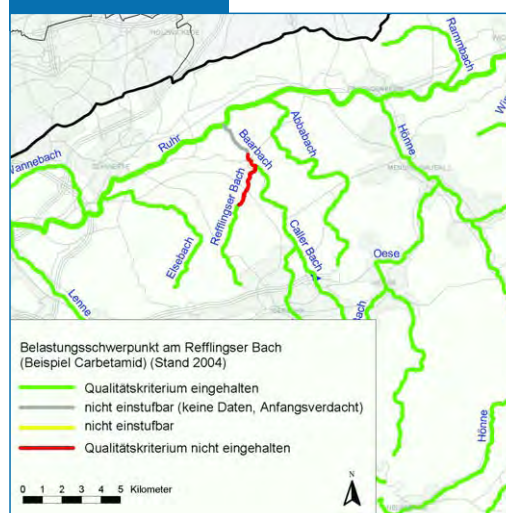 HOLZWICKEDE
Rammbach
Wannebach
SCHWERTE
Ruhr
Baarbach
Abbabach
Hönne
Refflingser Bach
Elsebach
Caller Bach
Oese
Lenne
Hönne
Belastungsschwerpunkt am Refflingser Bach
(Beispiel Carbetamid) (Stand 2004)
Qualitätskriterium eingehalten
nicht einstufbar (keine Daten, Anfangsverdacht)
nicht einstufbar
Qualitätskriterium nicht eingehalten
0 1 2 3 4 5 Kilometer
N